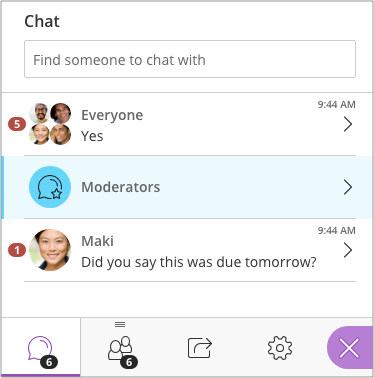 Chat
Find someone to chat with
9:44 AM
5
Everyone
Yes
Moderators
9:44 AM
1
Maki
Did you say this was due tomorrow?
6
6